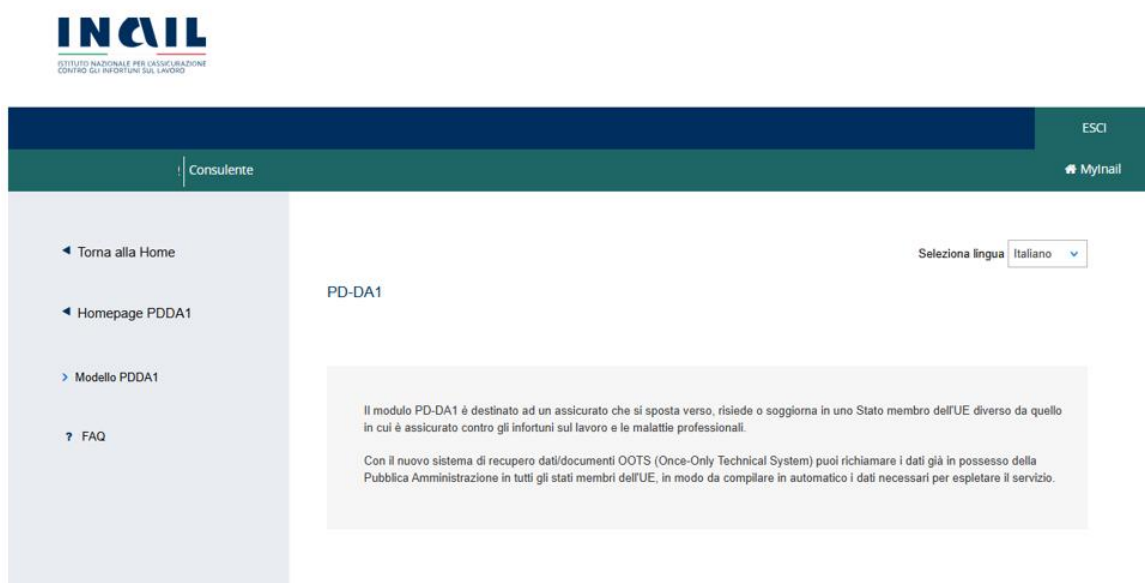 INAIL
ISTITUTO NAZIONALE PER L'ASSICURAZIONE
CONTRO GLI INFORTUNI SUL LAVORO
ESCI
! Consulente
MyInail
Torna alla Home
Seleziona lingua Italiano
PD-DA1
Homepage PDDA1
Modello PDDA1
Il modulo PD-DA1 è destinato ad un assicurato che si sposta verso, risiede o soggiorna in uno Stato membro dell'UE diverso da quello
in cui è assicurato contro gli infortuni sul lavoro e le malattie professionali.
? FAQ
Con il nuovo sistema di recupero dati/documenti OOTS (Once-Only Technical System) puoi richiamare i dati già in possesso della
Pubblica Amministrazione in tutti gli stati membri dell'UE, in modo da compilare in automatico i dati necessari per espletare il servizio.